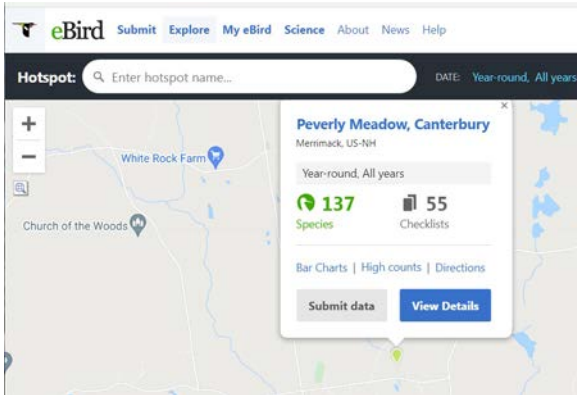 eBird Submit Explore My eBird Science About News Help
Hotspot: Enter hotspot name... DATE: Year-round, All years
+
−
×
Peverly Meadow, Canterbury
Merrimack, US-NH
Year-round, All years
137 55
Species Checklists
Bar Charts | High counts | Directions
Submit data View Details
White Rock Farm
Church of the Woods